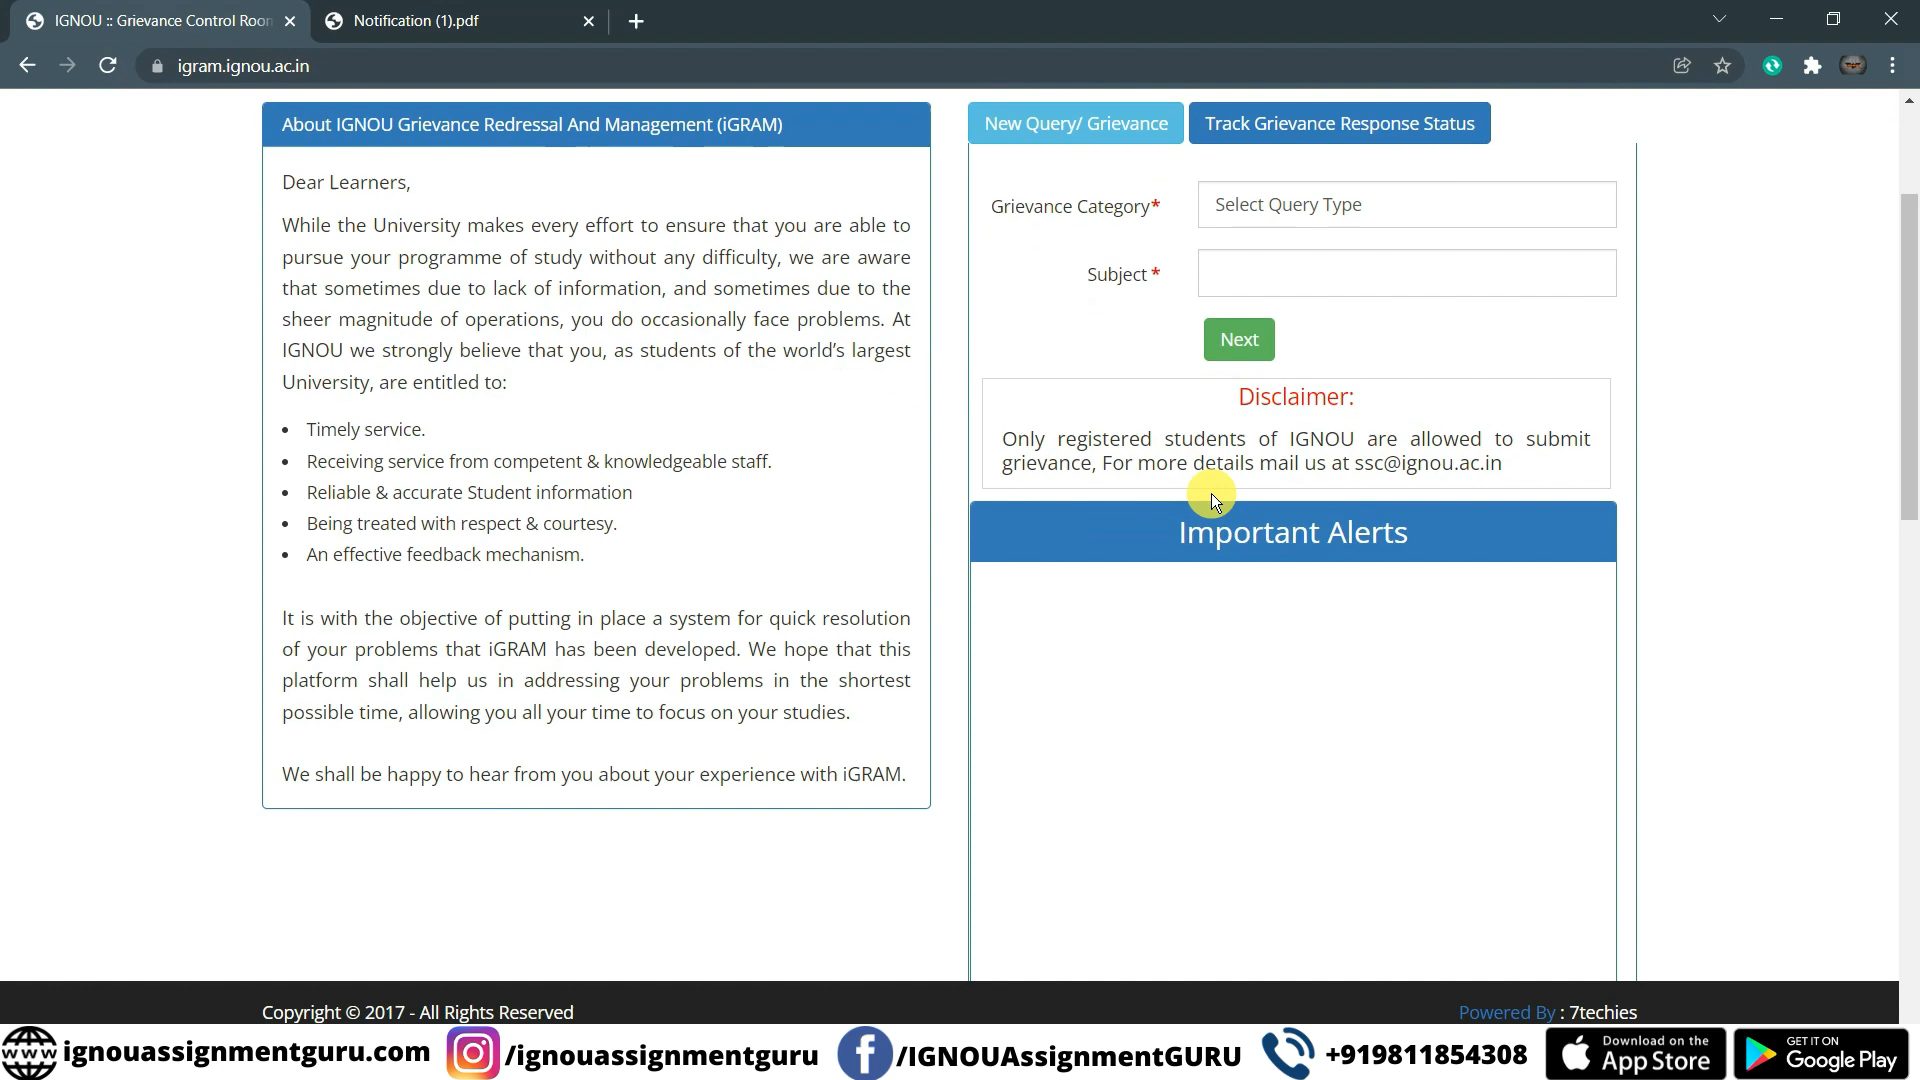 IGNOU :: Grievance Control Roon
Notification (1).pdf
igram.ignou.ac.in
About IGNOU Grievance Redressal And Management (iGRAM)
Dear Learners,
While the University makes every effort to ensure that you are able to
pursue your programme of study without any difficulty, we are aware
that sometimes due to lack of information, and sometimes due to the
sheer magnitude of operations, you do occasionally face problems. At
IGNOU we strongly believe that you, as students of the world's largest
University, are entitled to:
• Timely service.
• Receiving service from competent & knowledgeable staff.
• Reliable & accurate Student information
• Being treated with respect & courtesy.
• An effective feedback mechanism.
It is with the objective of putting in place a system for quick resolution
of your problems that iGRAM has been developed. We hope that this
platform shall help us in addressing your problems in the shortest
possible time, allowing you all your time to focus on your studies.
We shall be happy to hear from you about your experience with iGRAM.
New Query/ Grievance
Track Grievance Response Status
Grievance Category*
Select Query Type
Subject *
Next
Disclaimer:
Only registered students of IGNOU are allowed to submit
grievance, For more details mail us at ssc@ignou.ac.in
Important Alerts
Copyright © 2017 - All Rights Reserved
Powered By : 7techies
www
ignouassignmentguru.com
/ignouassignmentguru
/IGNOUAssignmentGURU
+919811854308
Download on the
App Store
GET IT ON
Google Play